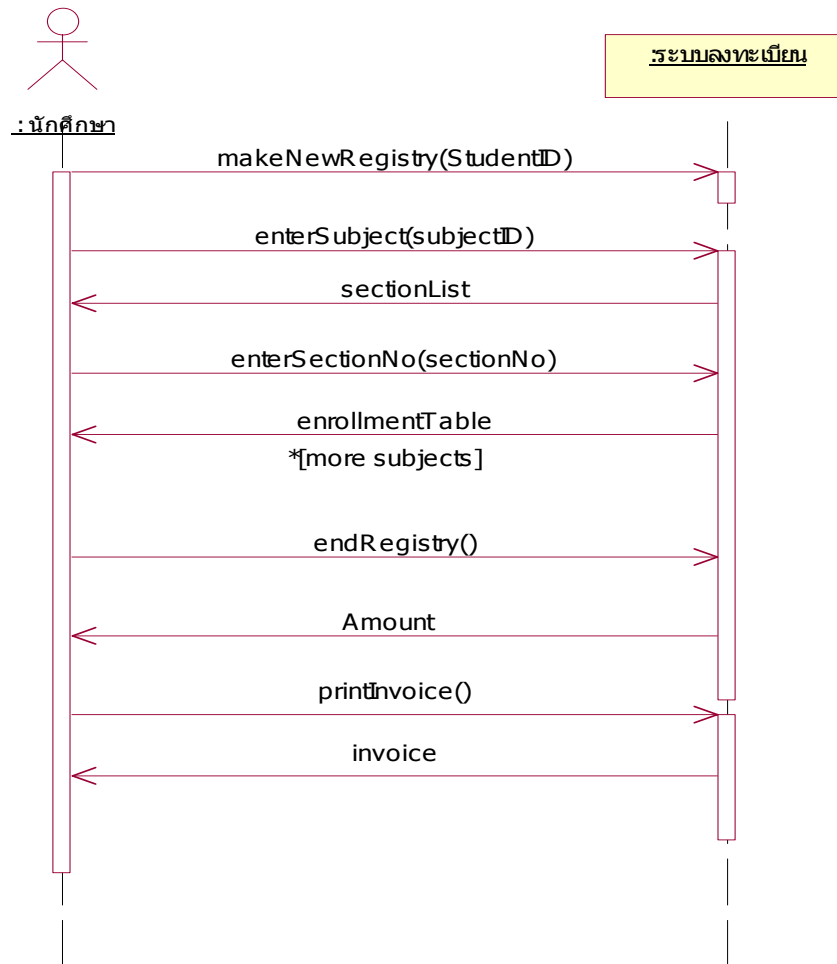 :ระบบลงทะเบียน
: นักศึกษา
makeNewRegistry(StudentID)
enterSubject(subjectID)
sectionList
enterSectionNo(sectionNo)
enrollmentTable
*[more subjects]
endRegistry()
Amount
printInvoice()
invoice